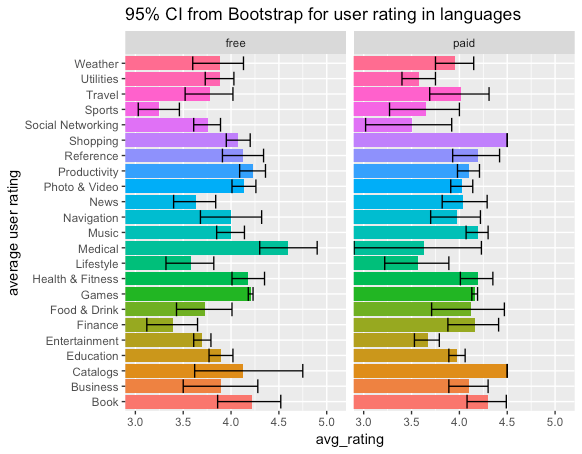 95% CI from Bootstrap for user rating in languages
free
paid
average user rating
Weather
Utilities
Travel
Sports
Social Networking
Shopping
Reference
Productivity
Photo & Video
News
Navigation
Music
Medical
Lifestyle
Health & Fitness
Games
Food & Drink
Finance
Entertainment
Education
Catalogs
Business
Book
3.0 3.5 4.0 4.5 5.0
3.0 3.5 4.0 4.5 5.0
avg_rating